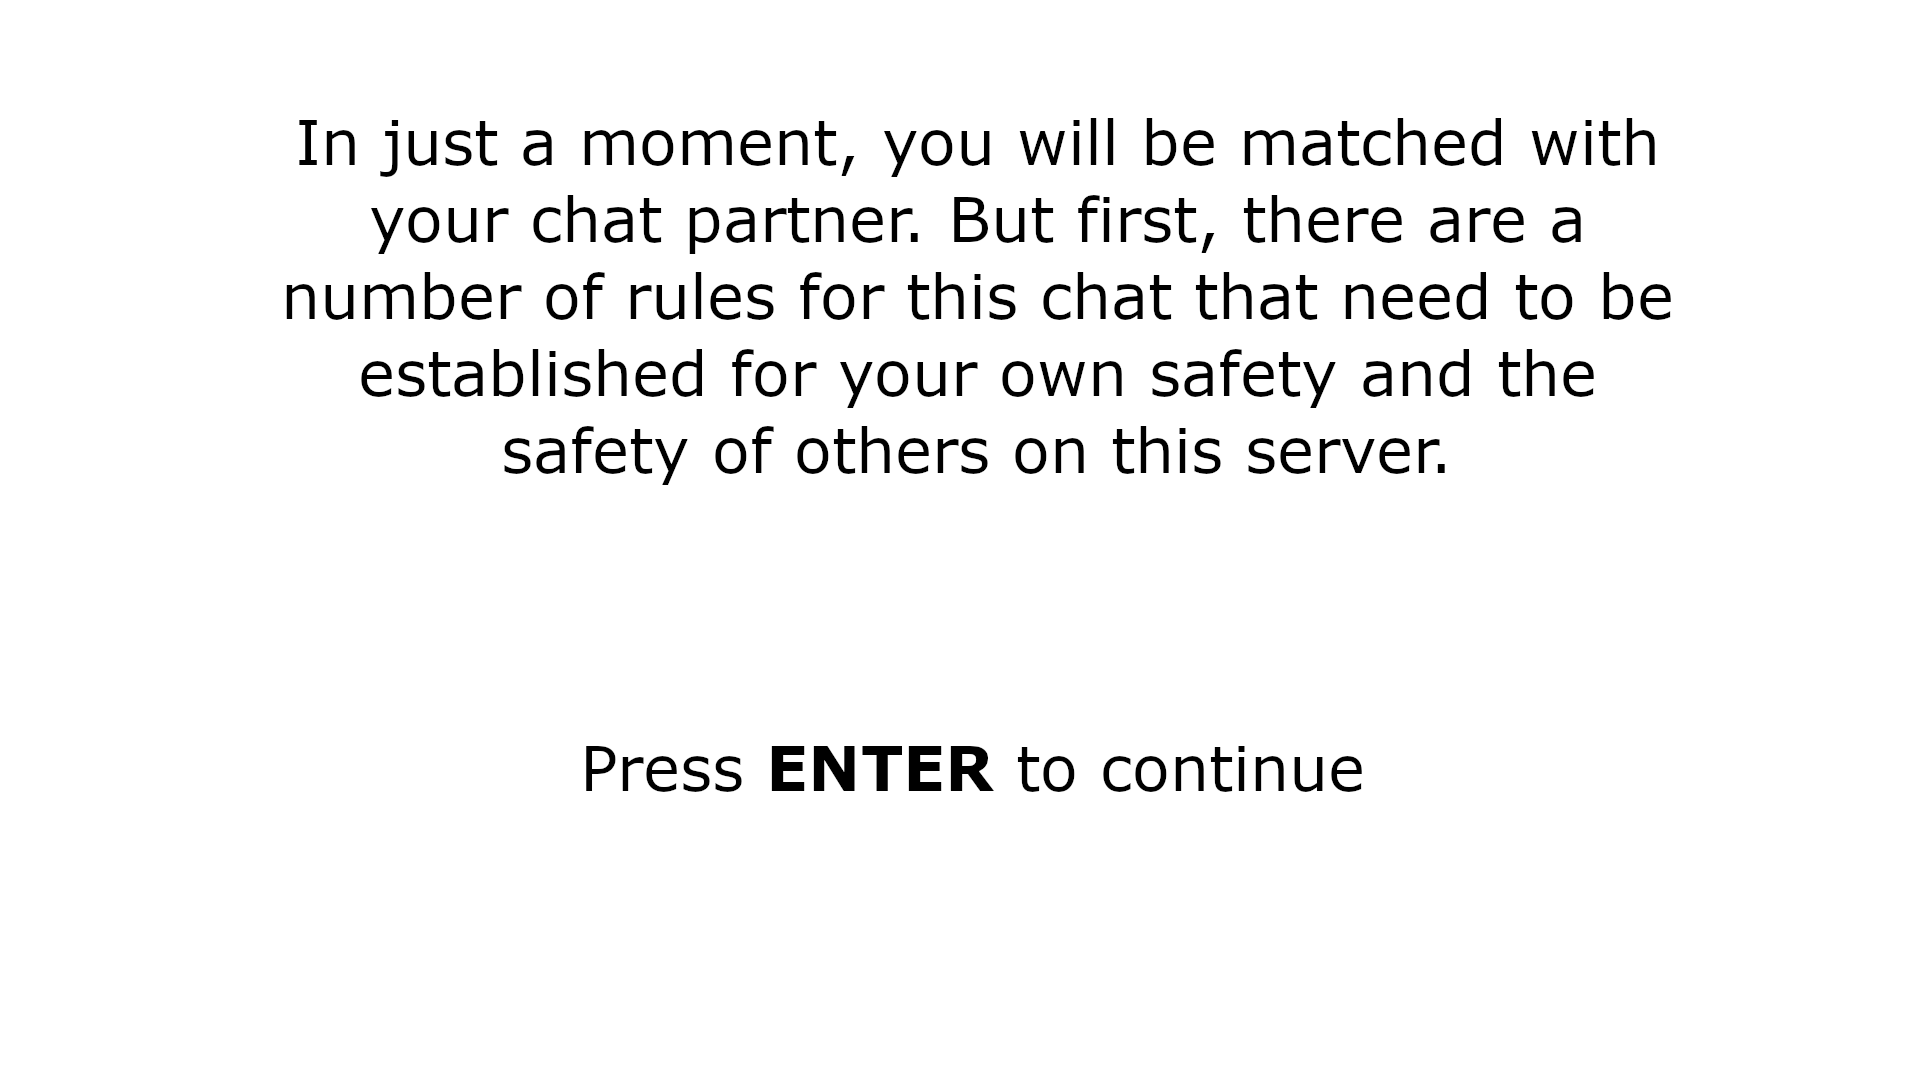 In just a moment, you will be matched with
your chat partner. But first, there are a
number of rules for this chat that need to be
established for your own safety and the
safety of others on this server.
Press ENTER to continue